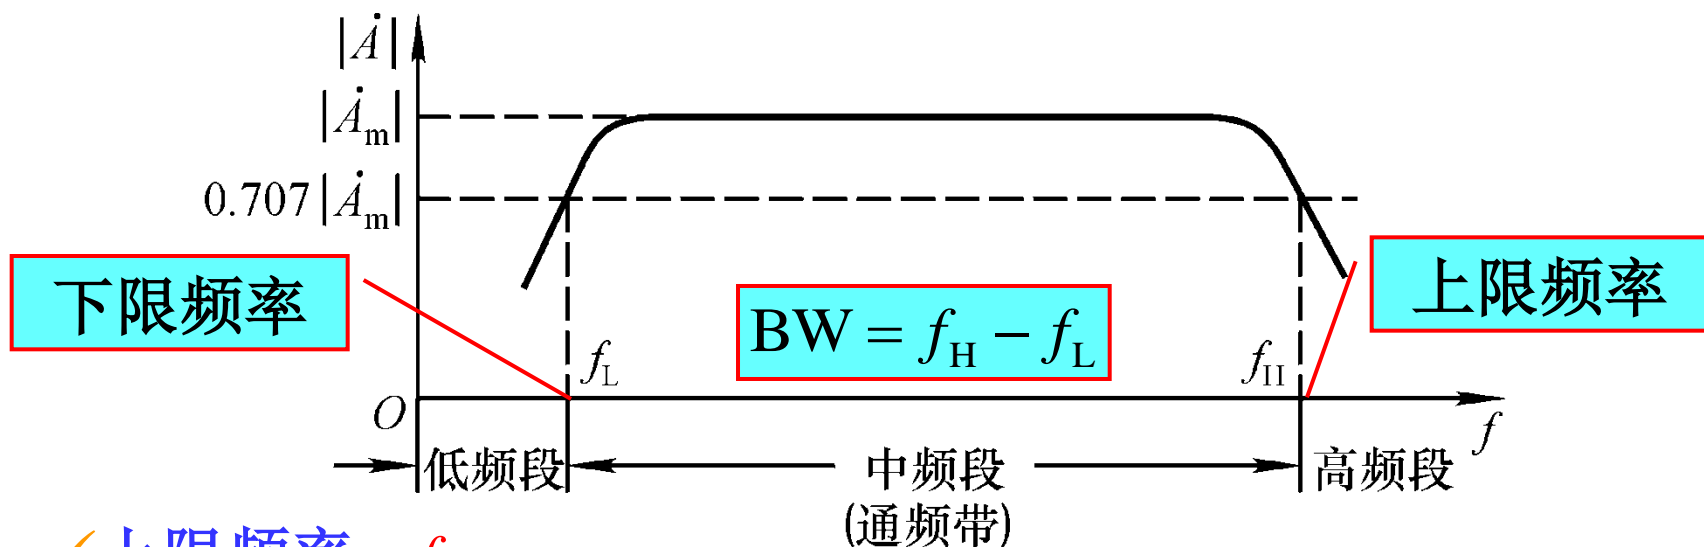 |Ȧ|
|Ȧm|
0.707|Ȧm|
下限频率
BW = fH − fL
上限频率
fL
fH
O
f
低频段
中频段
高频段
(通频带)